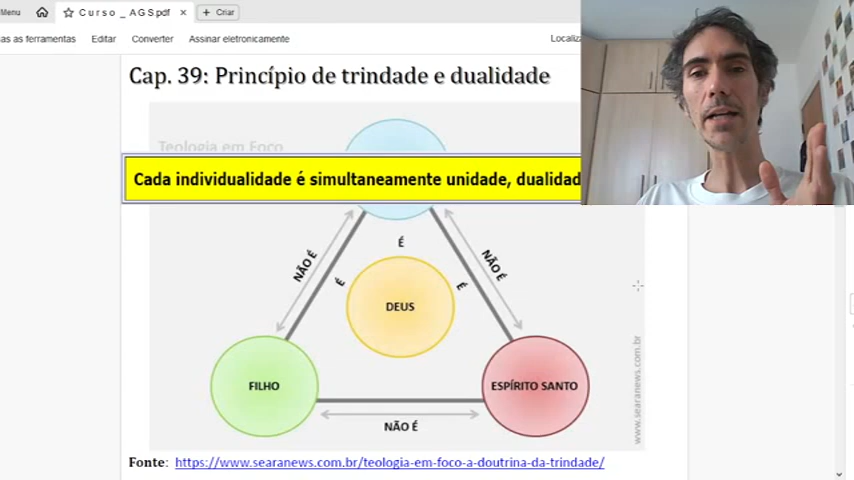 Menu
Curso _ AGS.pdf
×
+ Criar
as as ferramentas
Editar
Converter
Assinar eletronicamente
Cap. 39: Princípio de trindade e dualidade
Teologia em Foco
Cada individualidade é simultaneamente unidade,
É
NÃO É
NÃO É
É
É
DEUS
FILHO
ESPÍRITO SANTO
NÃO É
www.searanews.com.br
Fonte: https://www.searanews.com.br/teologia-em-foco-a-doutrina-da-trindade/